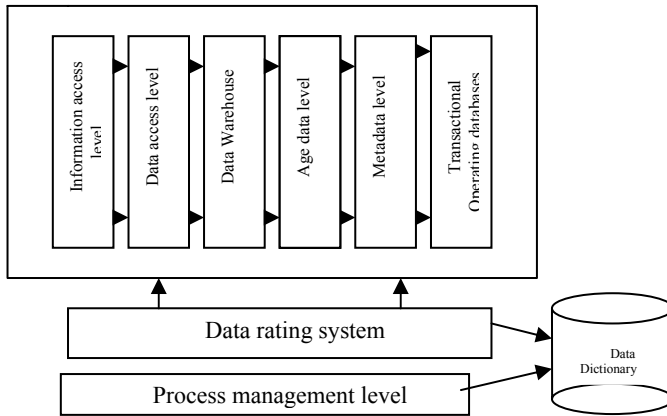 Information access
level
Data access level
Data Warehouse
Age data level
Metadata level
Transactional
Operating databases
Data rating system
Data
Dictionary
Process management level